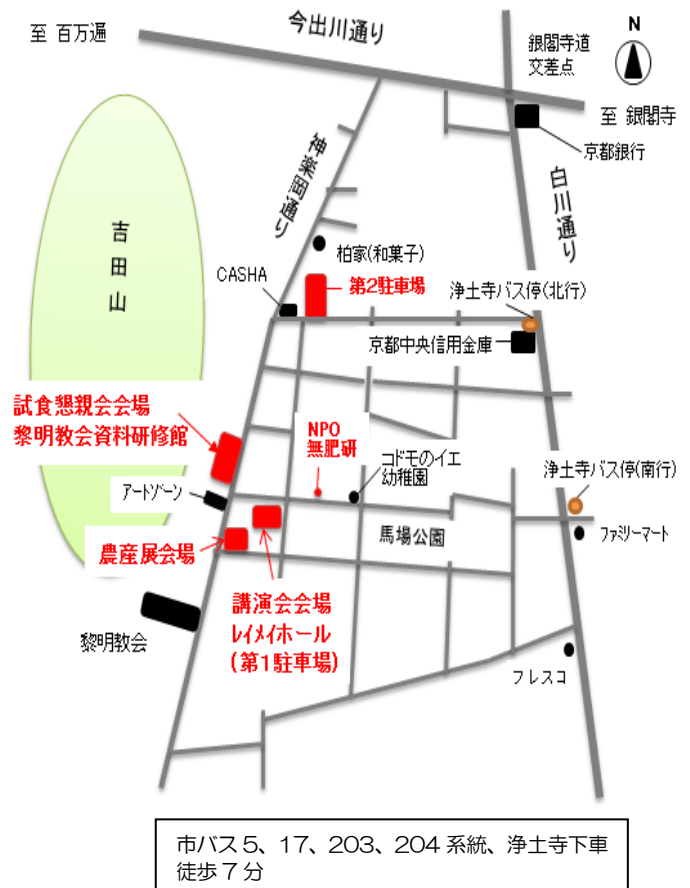 今出川通り
至 百万遍
銀閣寺道
交差点
N
至 銀閣寺
京都銀行
神楽岡通り
白川通り
吉田山
柏家(和菓子)
CASHA
第2駐車場
浄土寺バス停(北行)
京都中央信用金庫
試食懇親会会場
黎明教会資料研修館
NPO
無肥研
コドモのイエ
幼稚園
浄土寺バス停(南行)
アートゾーン
馬場公園
ファミリーマート
農産展会場
講演会会場
レイメイホール
(第1駐車場)
黎明教会
フレスコ
市バス 5、17、203、204 系統、浄土寺下車
徒歩 7 分